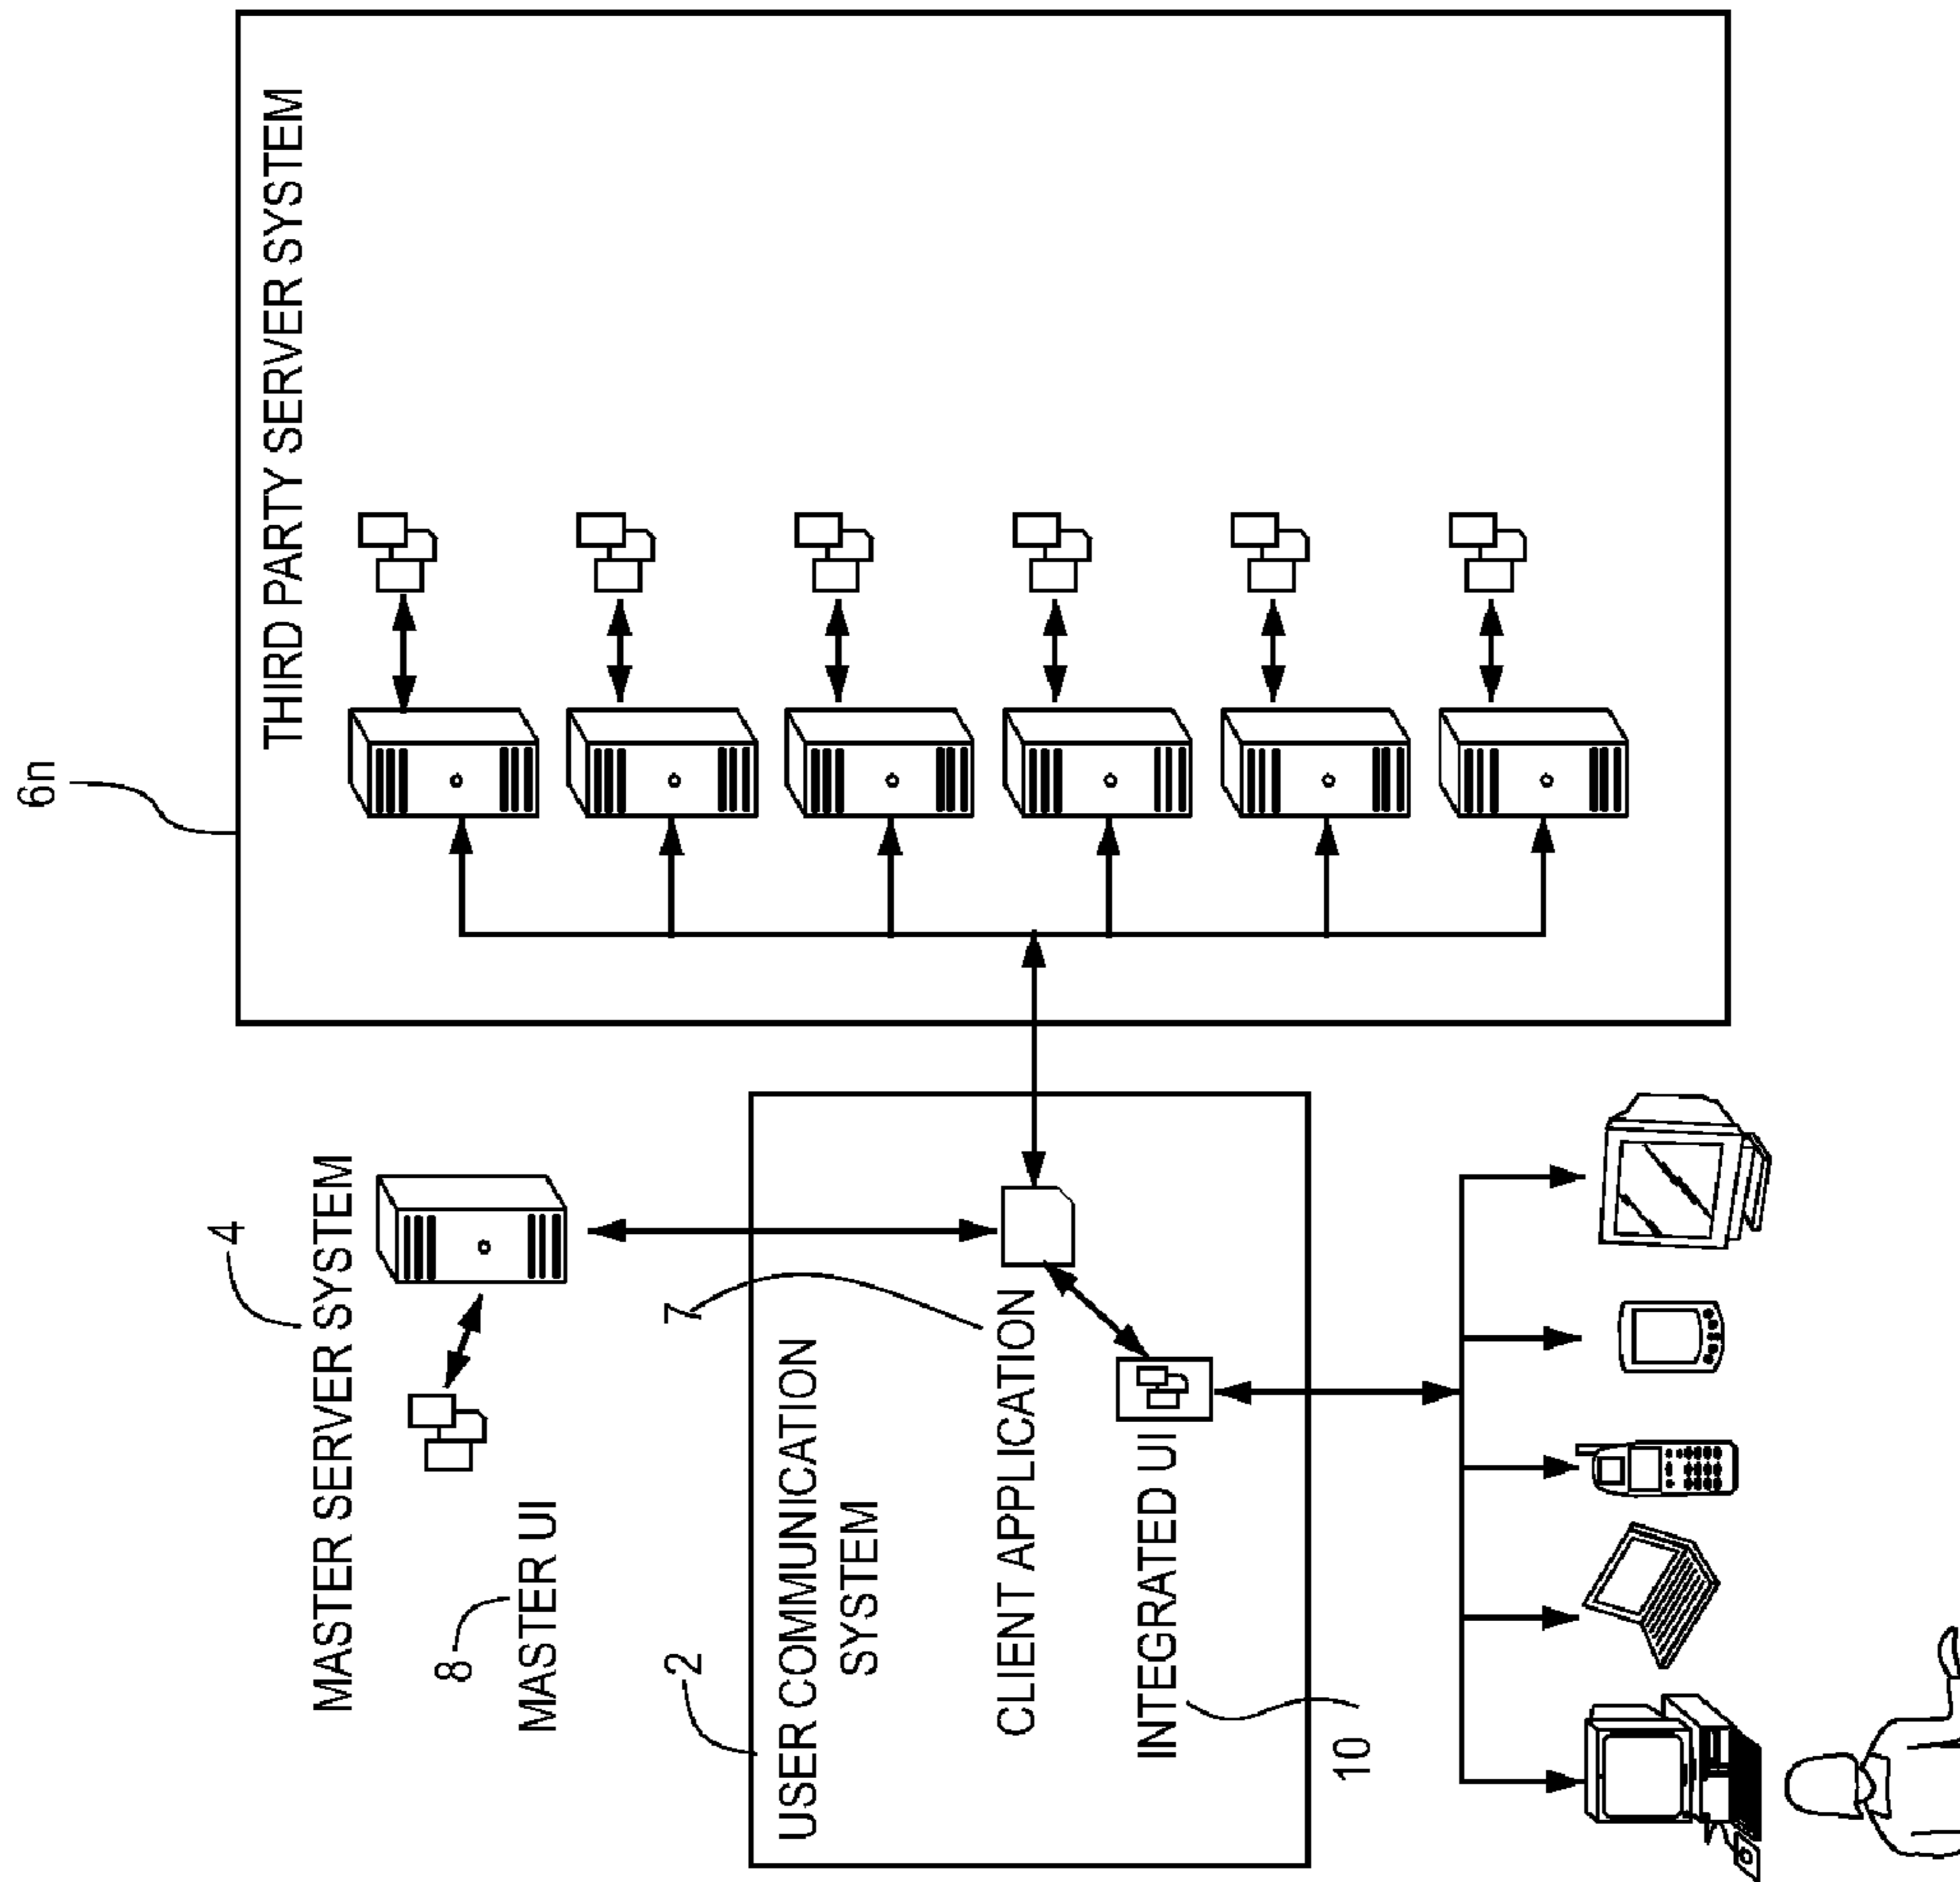 6n
THIRD PARTY SERVER SYSTEM
4
MASTER SERVER SYSTEM
8
MASTER UI
2
USER COMMUNICATION
SYSTEM
7
CLIENT APPLICATION
INTEGRATED UI
10